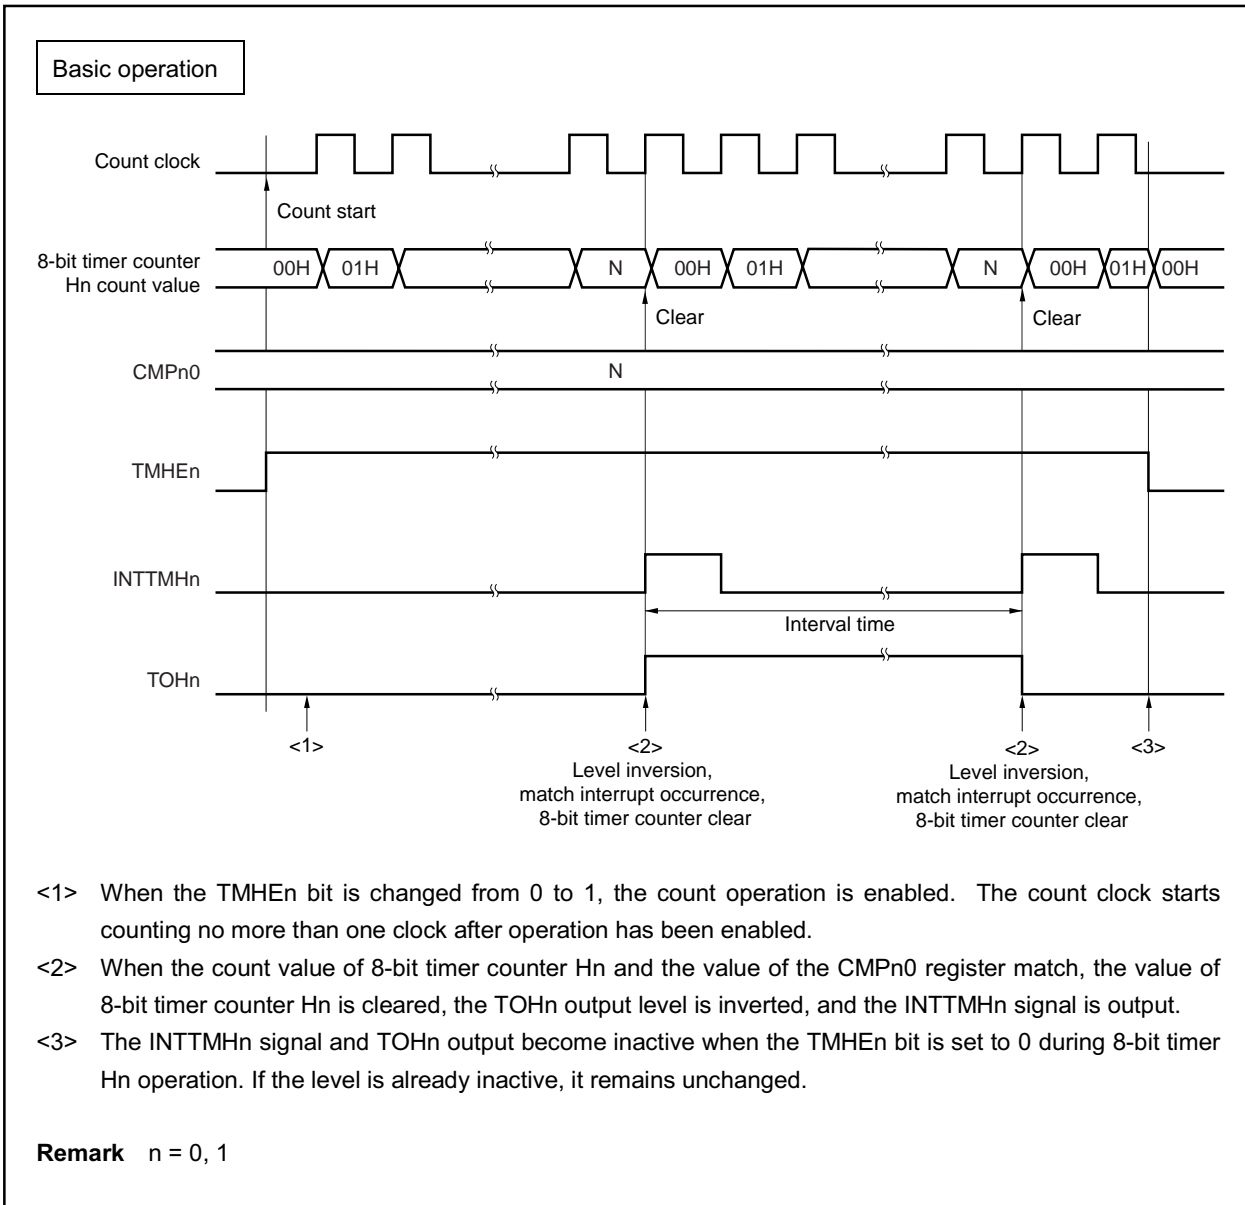 Basic operation
Count clock
Count start
8-bit timer counter
Hn count value
00H 01H N 00H 01H N 00H 01H 00H
Clear Clear
CMPn0 N
TMHEn
INTTMHn
Interval time
TOHn
<1> <2> <2> <3>
Level inversion, Level inversion,
match interrupt occurrence, match interrupt occurrence,
8-bit timer counter clear 8-bit timer counter clear
<1> When the TMHEn bit is changed from 0 to 1, the count operation is enabled. The count clock starts
counting no more than one clock after operation has been enabled.
<2> When the count value of 8-bit timer counter Hn and the value of the CMPn0 register match, the value of
8-bit timer counter Hn is cleared, the TOHn output level is inverted, and the INTTMHn signal is output.
<3> The INTTMHn signal and TOHn output become inactive when the TMHEn bit is set to 0 during 8-bit timer
Hn operation. If the level is already inactive, it remains unchanged.
Remark n = 0, 1